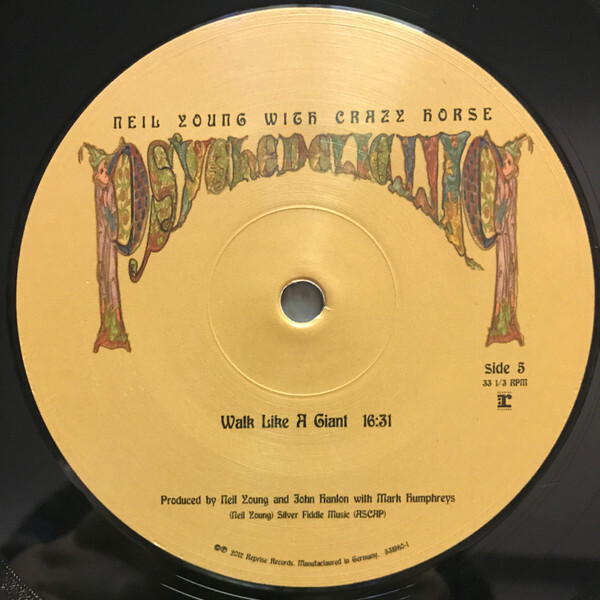 NEIL YOUNG WITH CRAZY HORSE
PSYCHEDELIC PILL
Side 5
33 1/3 RPM
r
Walk Like A Giant 16:31
Produced by Neil Young and John Hanlon with Mark Humphreys
(Neil Young) Silver Fiddle Music (ASCAP)
©℗ 2012 Reprise Records. Manufactured in Germany. 531980-1